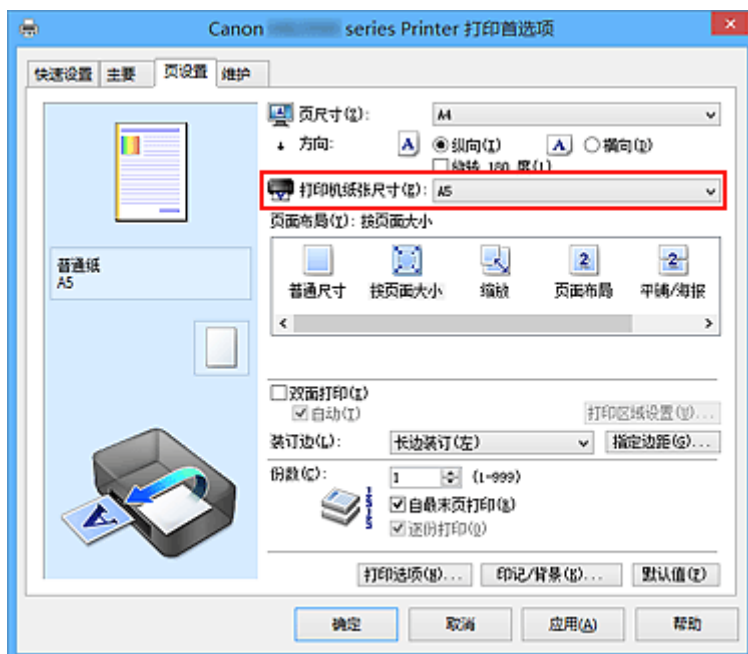 Canon series Printer 打印首选项
快速设置 主要 页设置 维护
页尺寸(Z): A4
方向: A 纵向(I) A 横向(D)
旋转 180 度(1)
打印机纸张尺寸(E): A5
页面布局(Y): 按页面大小
普通尺寸 按页面大小 缩放 页面布局 平铺/海报
普通纸
A5
双面打印(X)
自动(T) 打印区域设置(U)...
装订边(L): 长边装订(左) 指定边距(G)...
份数(C): 1 (1-999)
自最末页打印(R)
逐份打印(O)
打印选项(N)... 印记/背景(K)... 默认值(F)
确定 取消 应用(A) 帮助